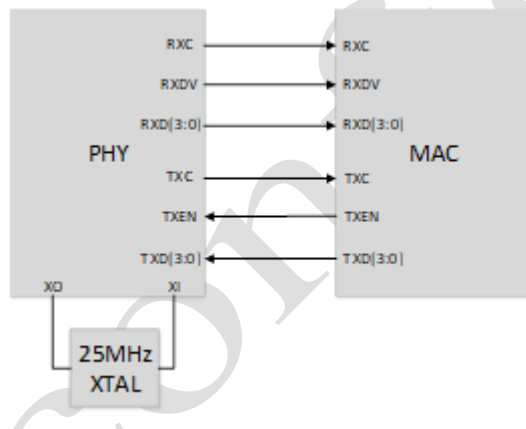 RXC
RXC
RXDV
RXDV
RXD(3:0)
RXD(3:0)
PHY
MAC
TXC
TXC
TXEN
TXEN
TXD(3:0)
TXD(3:0)
XO
XI
25MHz
XTAL